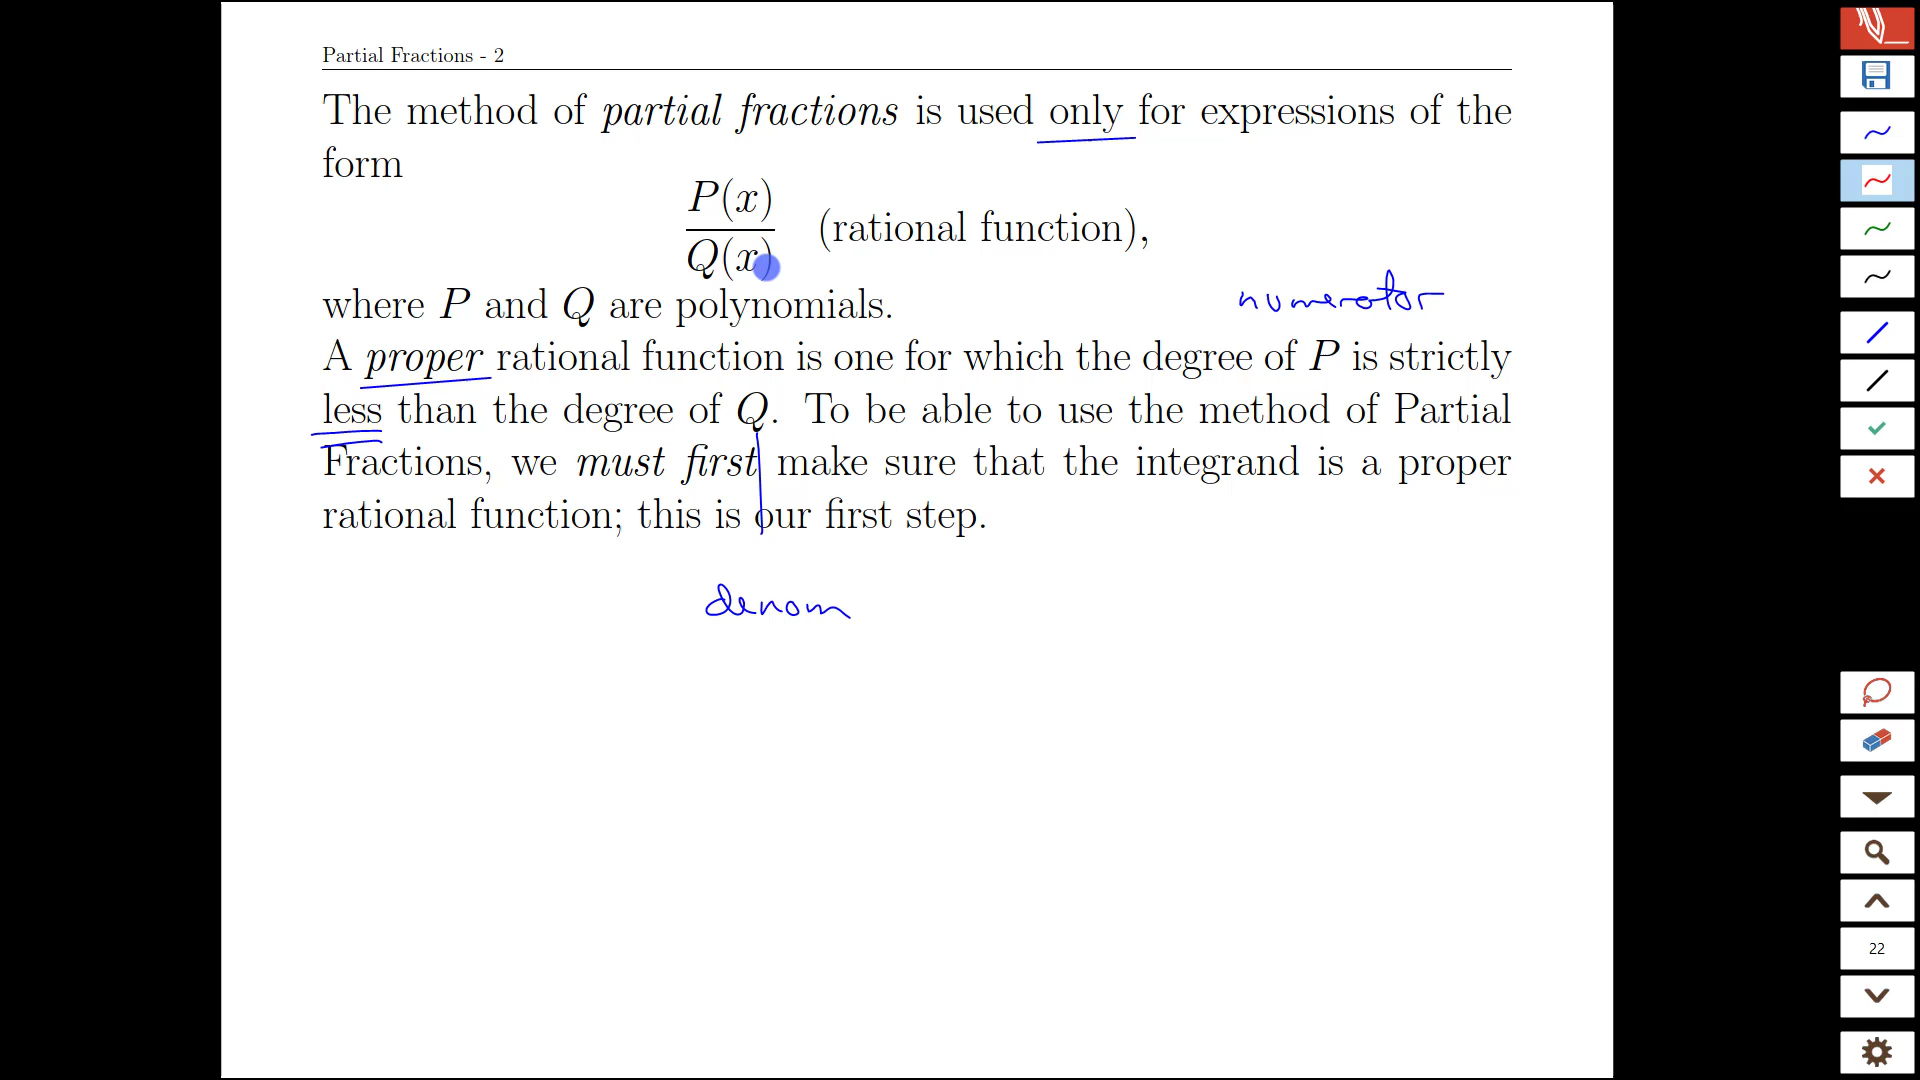 Partial Fractions - 2
The method of partial fractions is used only for expressions of the
form
P(x)
Q(x)
(rational function),
where P and Q are polynomials.
numerator
A proper rational function is one for which the degree of P is strictly
less than the degree of Q. To be able to use the method of Partial
Fractions, we must first make sure that the integrand is a proper
rational function; this is our first step.
denom
22